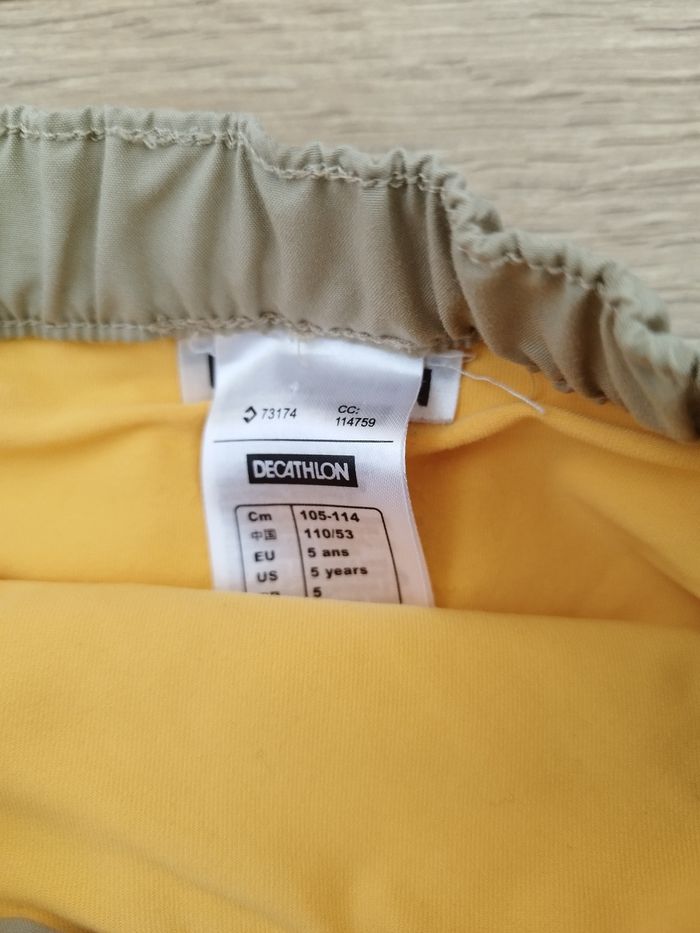 73174 CC:
114759
DECATHLON
Cm 105-114
中国 110/53
EU 5 ans
US 5 years
5